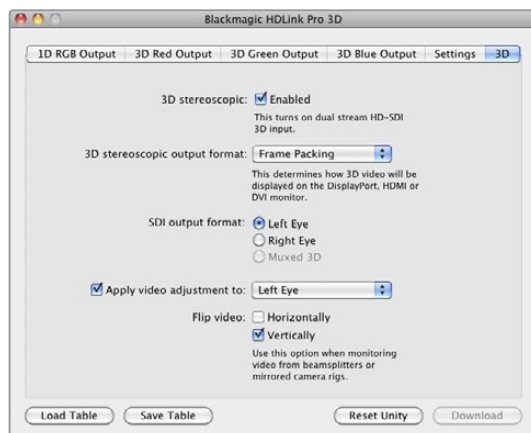 Blackmagic HDLink Pro 3D
1D RGB Output 3D Red Output 3D Green Output 3D Blue Output Settings 3D
3D stereoscopic: Enabled
This turns on dual stream HD-SDI
3D input.
3D stereoscopic output format: Frame Packing
This determines how 3D video will be
displayed on the DisplayPort, HDMI or
DVI monitor.
SDI output format: Left Eye
Right Eye
Muxed 3D
Apply video adjustment to: Left Eye
Flip video: Horizontally
Vertically
Use this option when monitoring
video from beamsplitters or
mirrored camera rigs.
Load Table Save Table Reset Unity Download